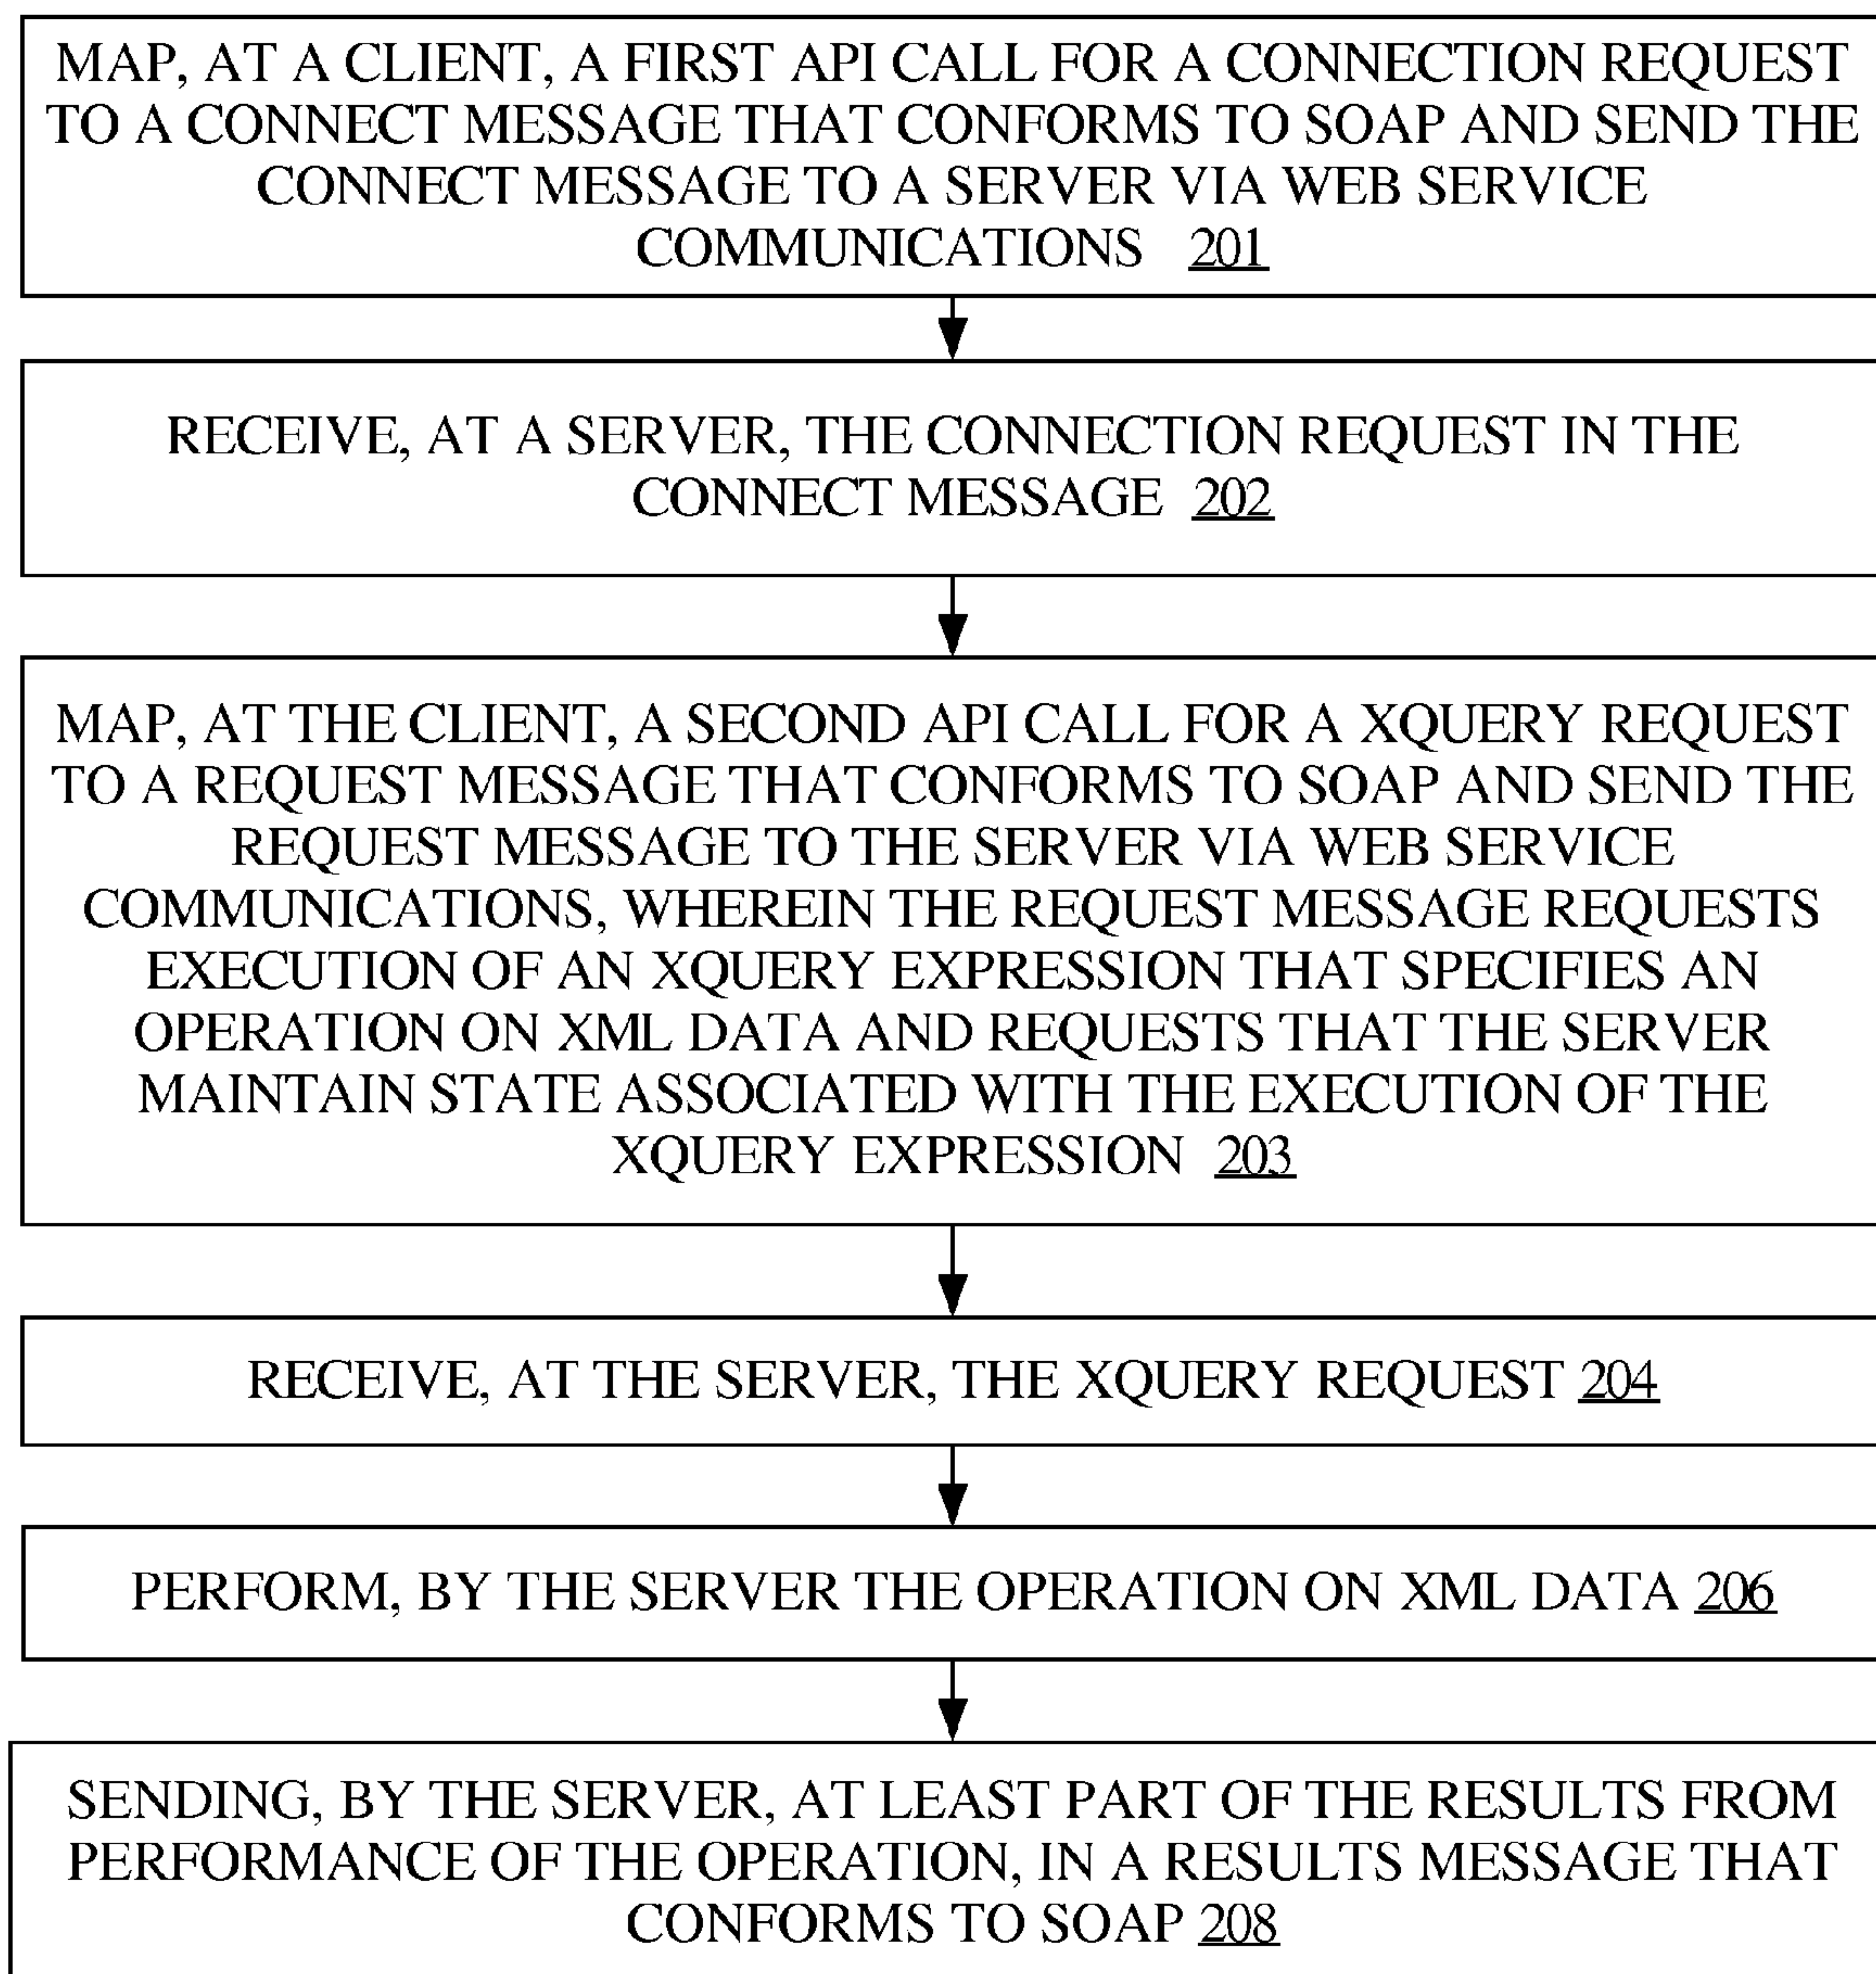 MAP, AT A CLIENT, A FIRST API CALL FOR A CONNECTION REQUEST
TO A CONNECT MESSAGE THAT CONFORMS TO SOAP AND SEND THE
CONNECT MESSAGE TO A SERVER VIA WEB SERVICE
COMMUNICATIONS 201
RECEIVE, AT A SERVER, THE CONNECTION REQUEST IN THE
CONNECT MESSAGE 202
MAP, AT THE CLIENT, A SECOND API CALL FOR A XQUERY REQUEST
TO A REQUEST MESSAGE THAT CONFORMS TO SOAP AND SEND THE
REQUEST MESSAGE TO THE SERVER VIA WEB SERVICE
COMMUNICATIONS, WHEREIN THE REQUEST MESSAGE REQUESTS
EXECUTION OF AN XQUERY EXPRESSION THAT SPECIFIES AN
OPERATION ON XML DATA AND REQUESTS THAT THE SERVER
MAINTAIN STATE ASSOCIATED WITH THE EXECUTION OF THE
XQUERY EXPRESSION 203
RECEIVE, AT THE SERVER, THE XQUERY REQUEST 204
PERFORM, BY THE SERVER THE OPERATION ON XML DATA 206
SENDING, BY THE SERVER, AT LEAST PART OF THE RESULTS FROM
PERFORMANCE OF THE OPERATION, IN A RESULTS MESSAGE THAT
CONFORMS TO SOAP 208